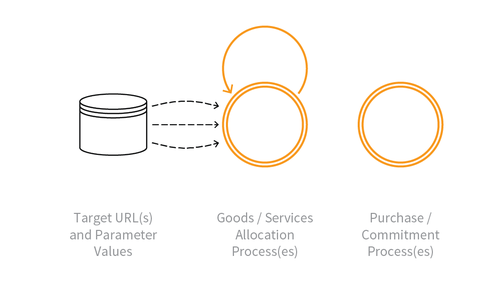 Target URL(s)
and Parameter
Values
Goods / Services
Allocation
Process(es)
Purchase /
Commitment
Process(es)